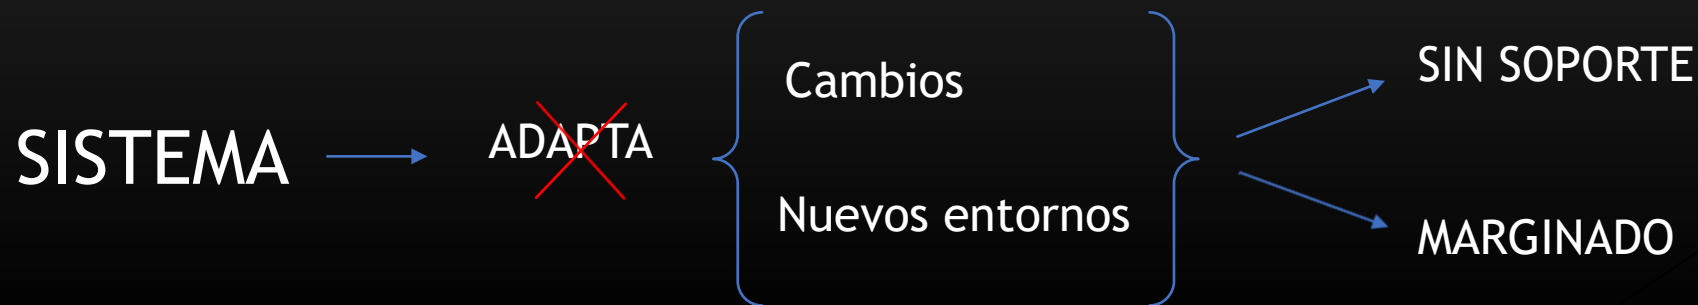 SISTEMA
ADAPTA
Cambios
Nuevos entornos
SIN SOPORTE
MARGINADO